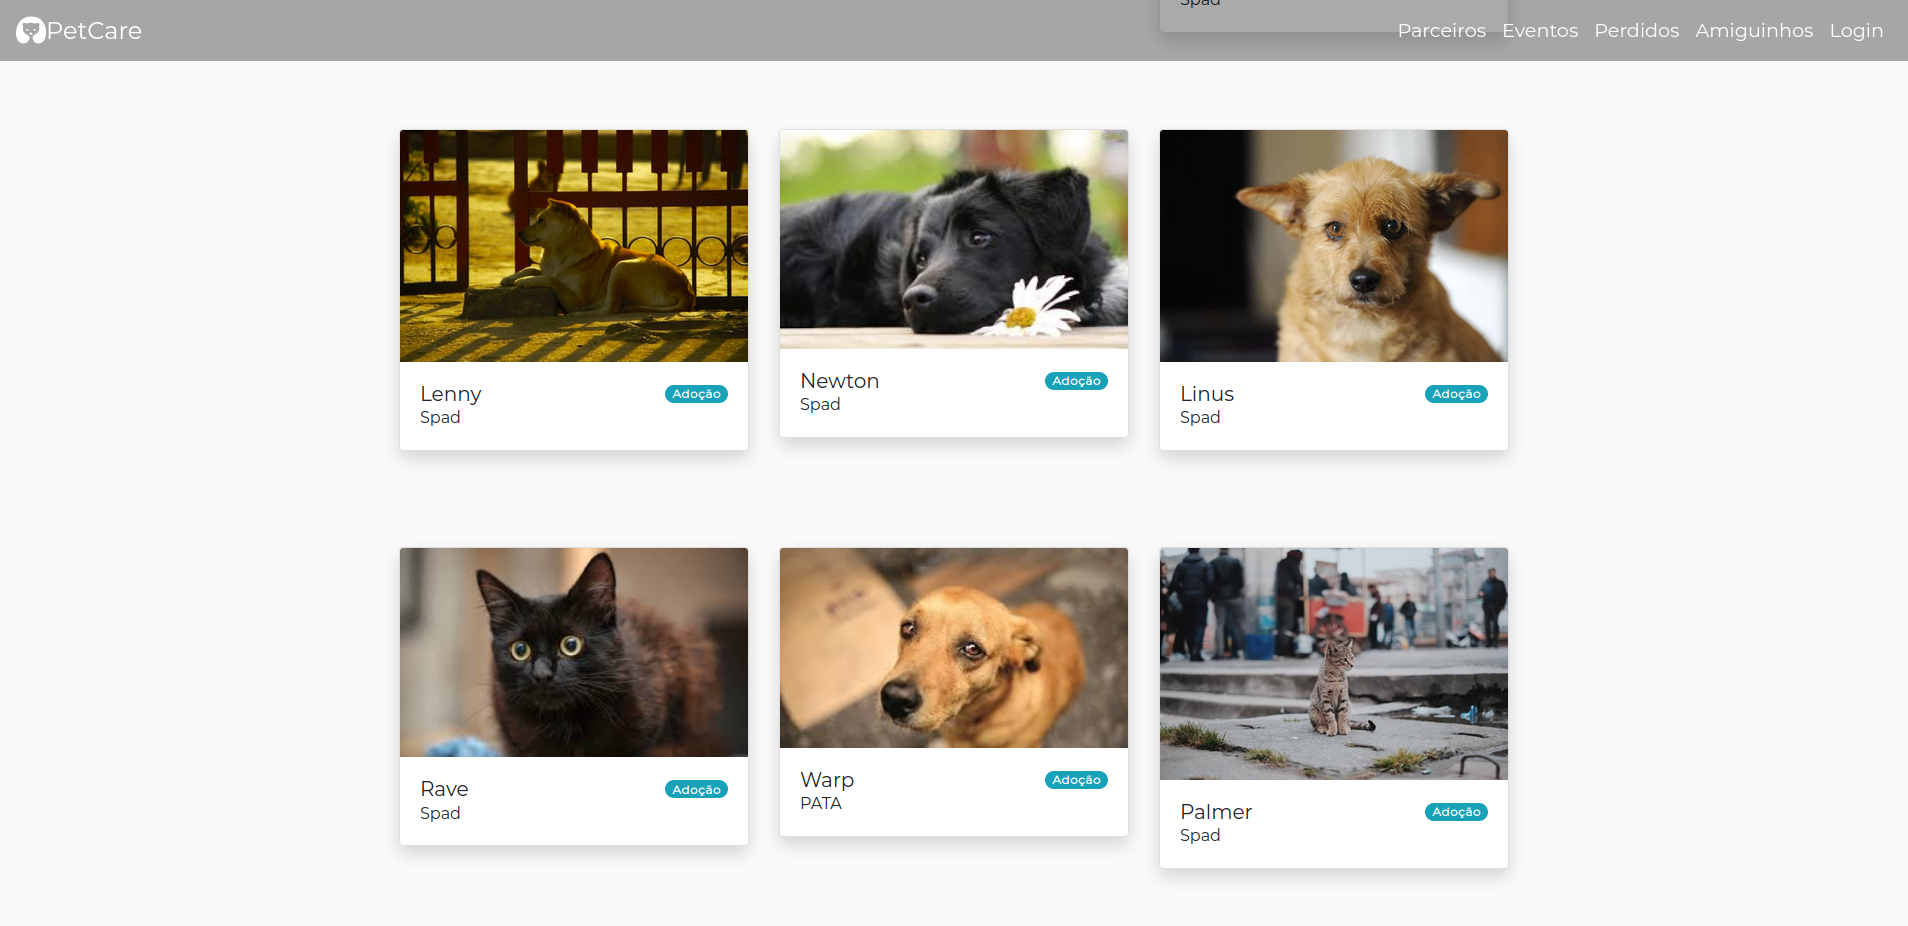 Spad
PetCare
Parceiros Eventos Perdidos Amiguinhos Login
Lenny
Adoção
Spad
Newton
Adoção
Spad
Linus
Adoção
Spad
Rave
Adoção
Spad
Warp
Adoção
PATA
Palmer
Adoção
Spad